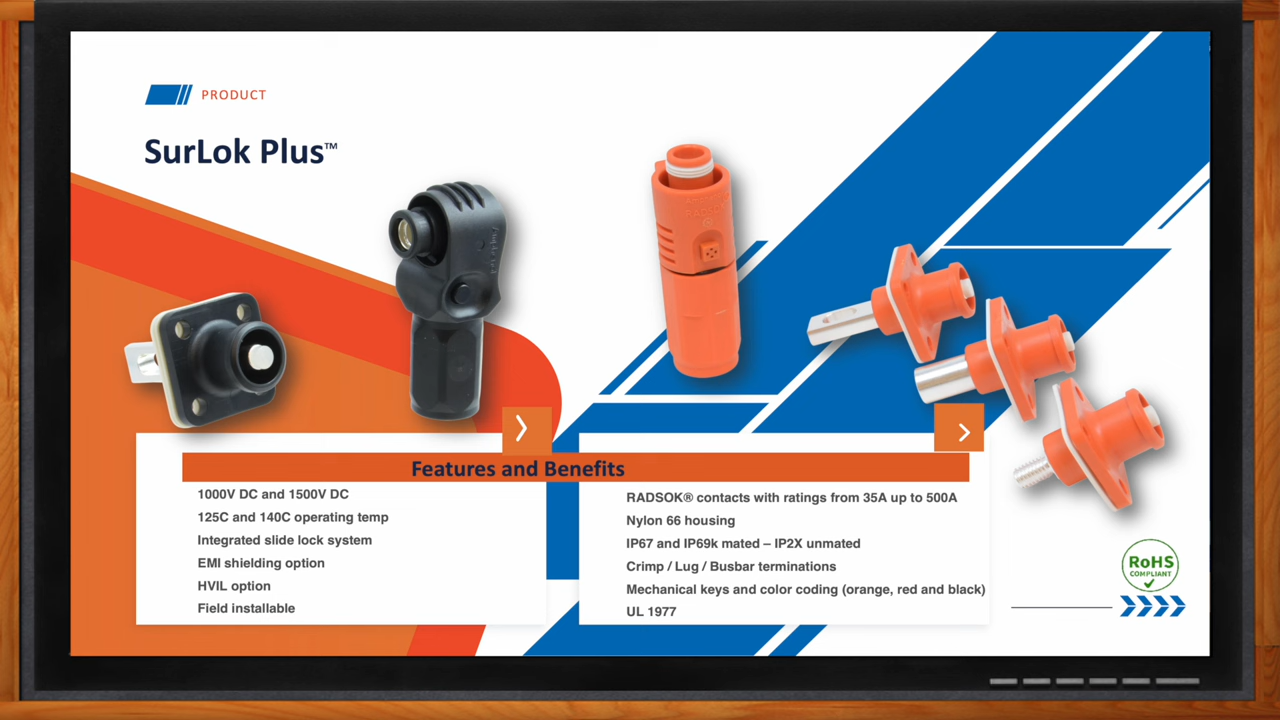 PRODUCT
SurLok Plus™
Features and Benefits
1000V DC and 1500V DC
125C and 140C operating temp
Integrated slide lock system
EMI shielding option
HVIL option
Field installable
RADSOK® contacts with ratings from 35A up to 500A
Nylon 66 housing
IP67 and IP69k mated – IP2X unmated
Crimp / Lug / Busbar terminations
Mechanical keys and color coding (orange, red and black)
UL 1977
RoHS
COMPLIANT